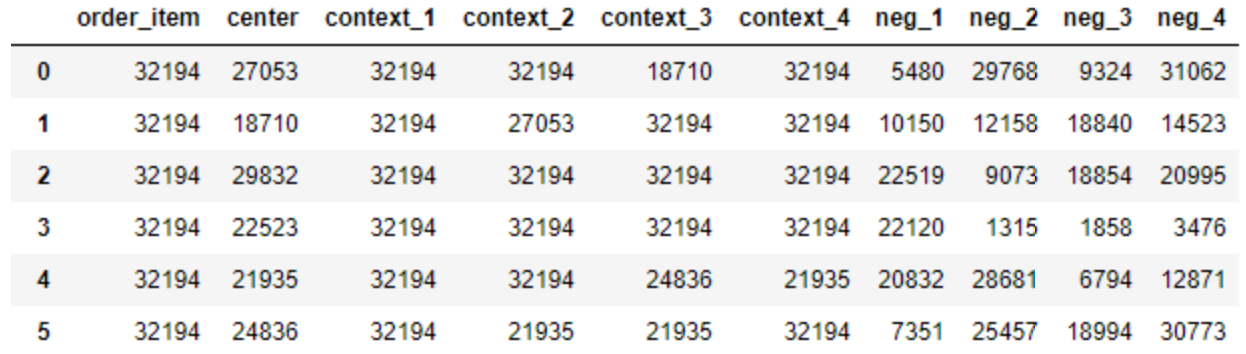 order_item center context_1 context_2 context_3 context_4 neg_1 neg_2 neg_3 neg_4
0 32194 27053 32194 32194 18710 32194 5480 29768 9324 31062
1 32194 18710 32194 27053 32194 32194 10150 12158 18840 14523
2 32194 29832 32194 32194 32194 32194 22519 9073 18854 20995
3 32194 22523 32194 32194 32194 32194 22120 1315 1858 3476
4 32194 21935 32194 32194 24836 21935 20832 28681 6794 12871
5 32194 24836 32194 21935 21935 32194 7351 25457 18994 30773